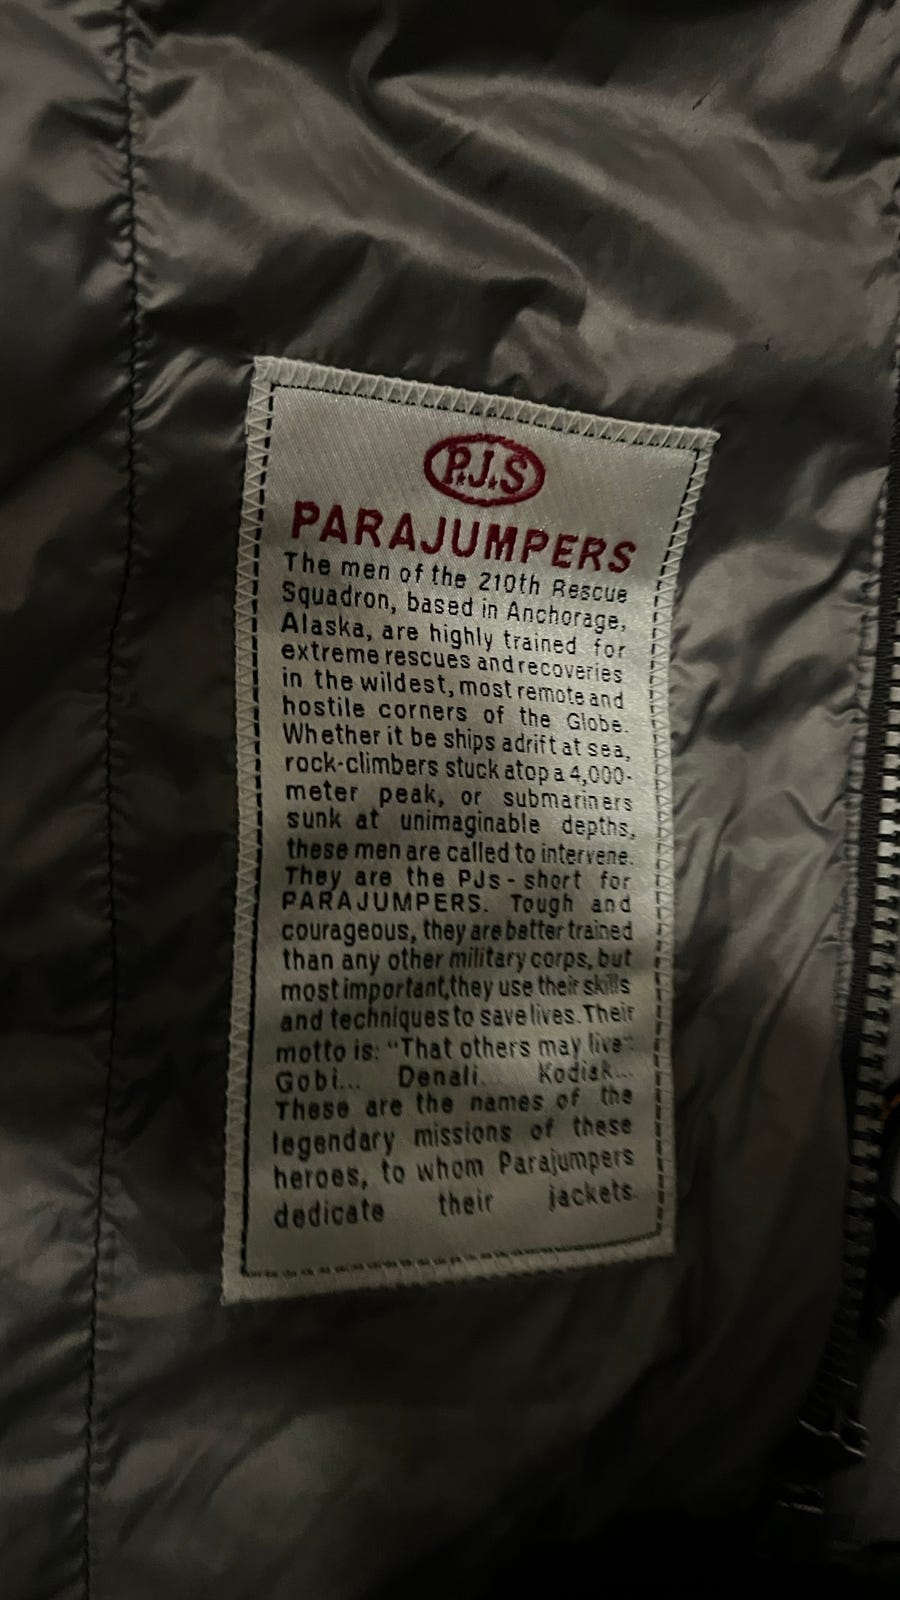 P.J.S
PARAJUMPERS
The men of the 210th Rescue
Squadron, based in Anchorage,
Alaska, are highly trained for
extreme rescues and recoveries
in the wildest, most remote and
hostile corners of the Globe.
Whether it be ships adrift at sea,
rock-climbers stuck atop a 4,000-
meter peak, or submariners
sunk at unimaginable depths,
these men are called to intervene.
They are the PJs - short for
PARAJUMPERS. Tough and
courageous, they are better trained
than any other military corps, but
most important,they use their skills
and techniques to save lives. Their
motto is: "That others may live".
Gobi... Denali... Kodiak...
These are the names of the
legendary missions of these
heroes, to whom Parajumpers
dedicate their jackets.